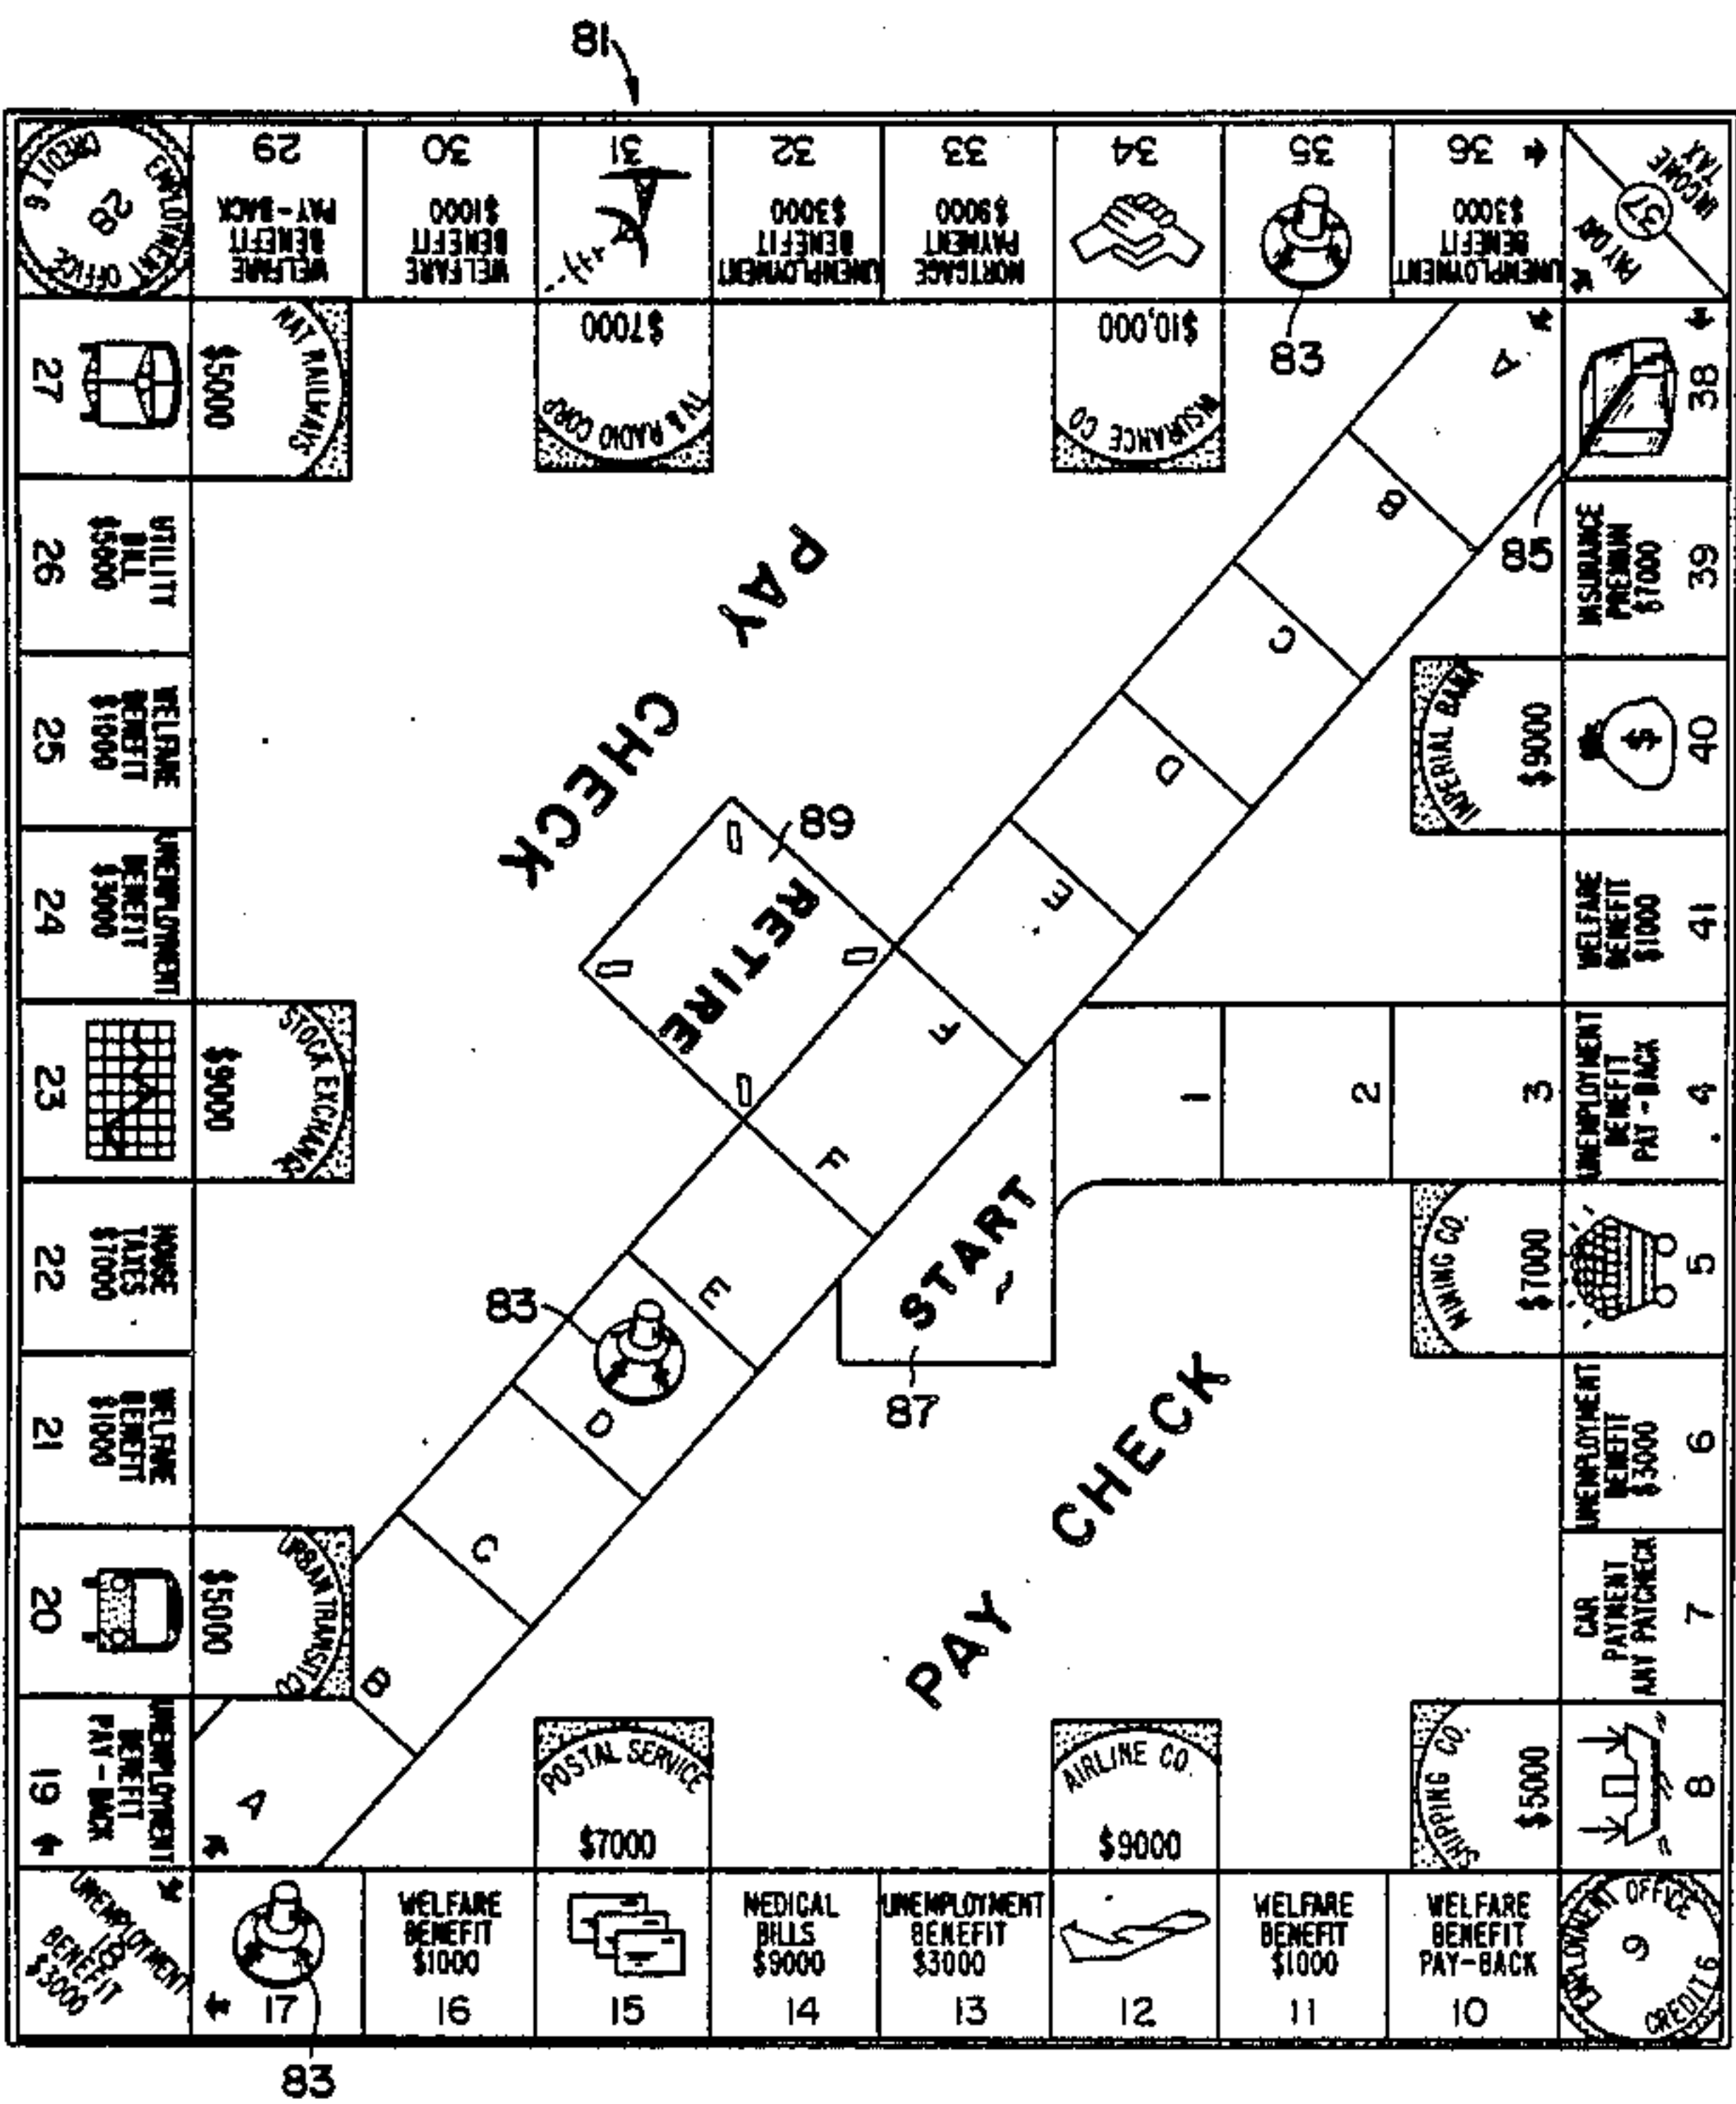 81
EMPLOYMENT OFFICE
28
CREDIT 6
29
WELFARE
BENEFIT
PAY-BACK
30
WELFARE
BENEFIT
$1000
31
32
UNEMPLOYMENT
BENEFIT
$3000
33
MORTGAGE
PAYMENT
$9000
34
35
36
UNEMPLOYMENT
BENEFIT
$3000
PAY DAY
37
INCOME
TAX
TV & RADIO CORP
$7000
INSURANCE CO
$10,000
83
85
38
39
INSURANCE
PREMIUM
$7000
40
$
IMPERIAL BANK
$9000
41
WELFARE
BENEFIT
$1000
4
UNEMPLOYMENT
BENEFIT
PAY-BACK
5
MINING CO.
$7000
6
UNEMPLOYMENT
BENEFIT
$3000
7
CAR
PAYMENT
ANY PAYCHECK
8
SHIPPING CO.
$5000
EMPLOYMENT OFFICE
9
CREDIT 6
WELFARE
BENEFIT
PAY-BACK
10
WELFARE
BENEFIT
$1000
11
AIRLINE CO.
$9000
12
UNEMPLOYMENT
BENEFIT
$3000
13
MEDICAL
BILLS
$9000
14
POSTAL SERVICE
$7000
15
WELFARE
BENEFIT
$1000
16
17
83
UNEMPLOYMENT
18
BENEFIT
$3000
UNEMPLOYMENT
BENEFIT
PAY-BACK
19
URBAN TRANSIT CO
$5000
20
WELFARE
BENEFIT
$1000
21
HOUSE
TAXES
$7000
22
STOCK EXCHANGE
$9000
23
UNEMPLOYMENT
BENEFIT
$3000
24
WELFARE
BENEFIT
$1000
25
UTILITY
BILL
$5000
26
RAILWAYS
$5000
27
PAY CHECK
89
RETIRE
A
B
C
D
E
F
F
E
D
C
B
A
83
START
87
1
2
3
PAY CHECK